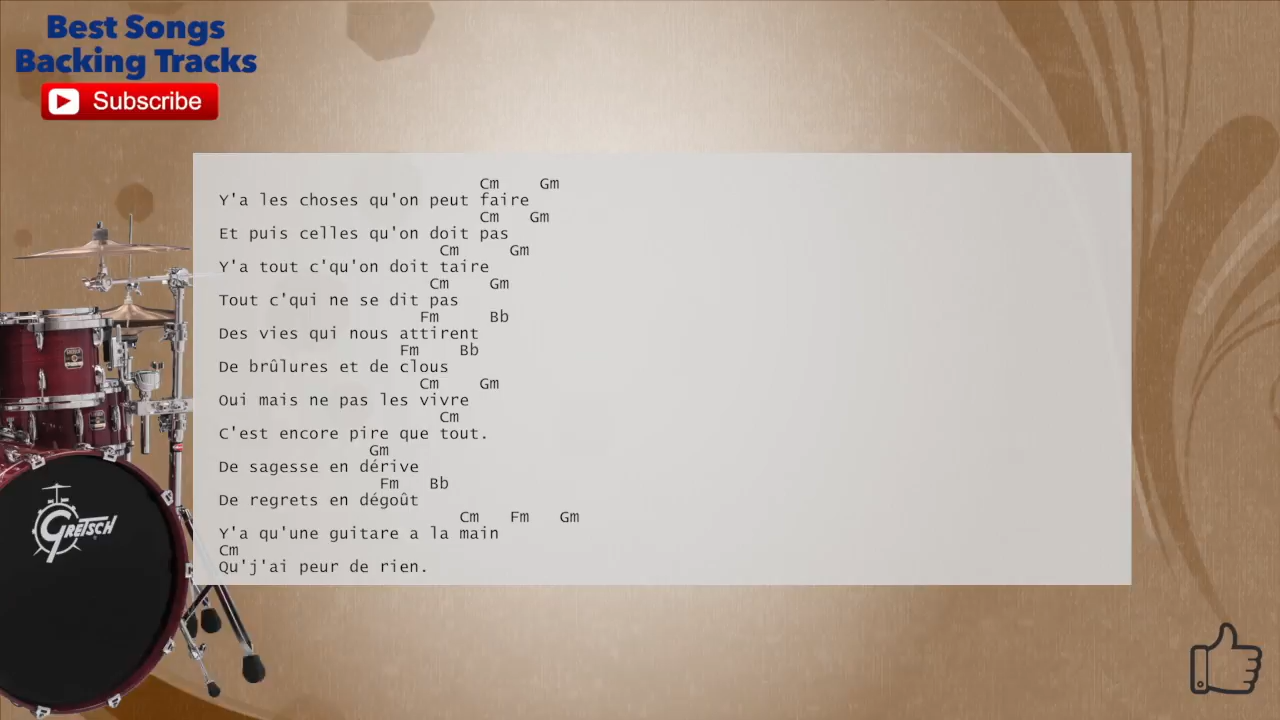 Best Songs
Backing Tracks
Subscribe
Cm Gm
Y'a les choses qu'on peut faire
Cm Gm
Et puis celles qu'on doit pas
Cm Gm
Y'a tout c'qu'on doit taire
Cm Gm
Tout c'qui ne se dit pas
Fm Bb
Des vies qui nous attirent
Fm Bb
De brûlures et de clous
Cm Gm
Oui mais ne pas les vivre
Cm
C'est encore pire que tout.
Gm
De sagesse en dérive
Fm Bb
De regrets en dégoût
Cm Fm Gm
Y'a qu'une guitare a la main
Cm
Qu'j'ai peur de rien.
GRETSCH